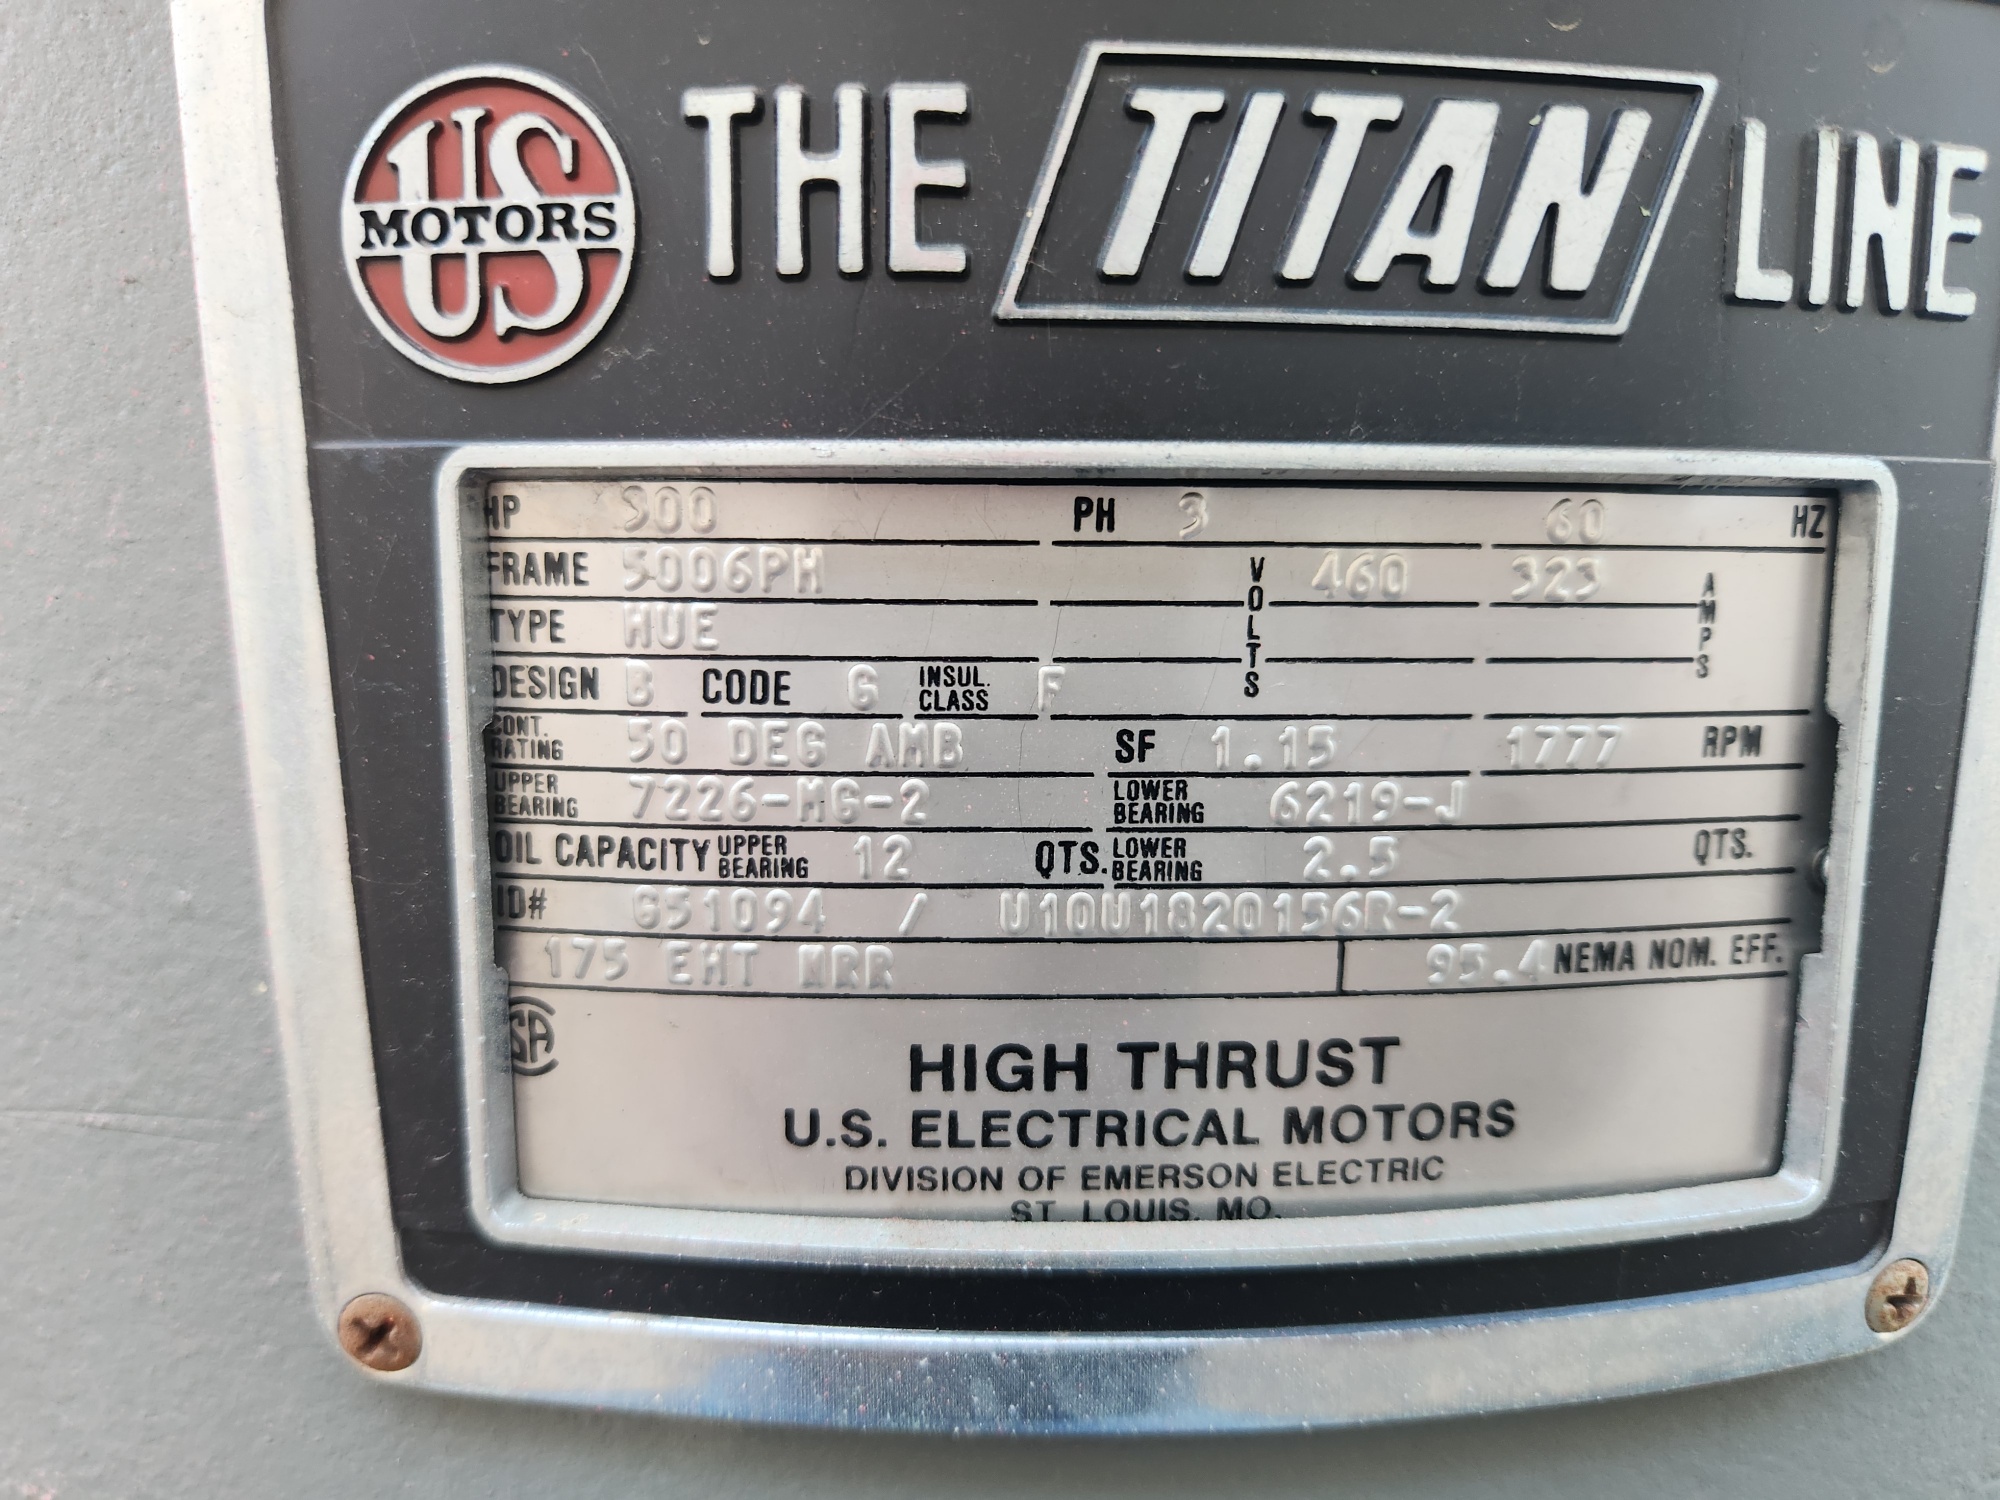 US
MOTORS
THE TITAN LINE
HP 300 PH 3 60 HZ
FRAME 5006PH VOLTS 460 323 AMPS
TYPE HUE
DESIGN B CODE G INSUL. CLASS F
CONT. RATING 50 DEG AMB SF 1.15 1777 RPM
UPPER BEARING 7226-MG-2 LOWER BEARING 6219-J
OIL CAPACITY UPPER BEARING 12 QTS. LOWER BEARING 2.5 QTS.
ID# G51094 / U10U1820156R-2
175 EHT NRR 95.4 NEMA NOM. EFF.
SA
HIGH THRUST
U.S. ELECTRICAL MOTORS
DIVISION OF EMERSON ELECTRIC
ST. LOUIS, MO.